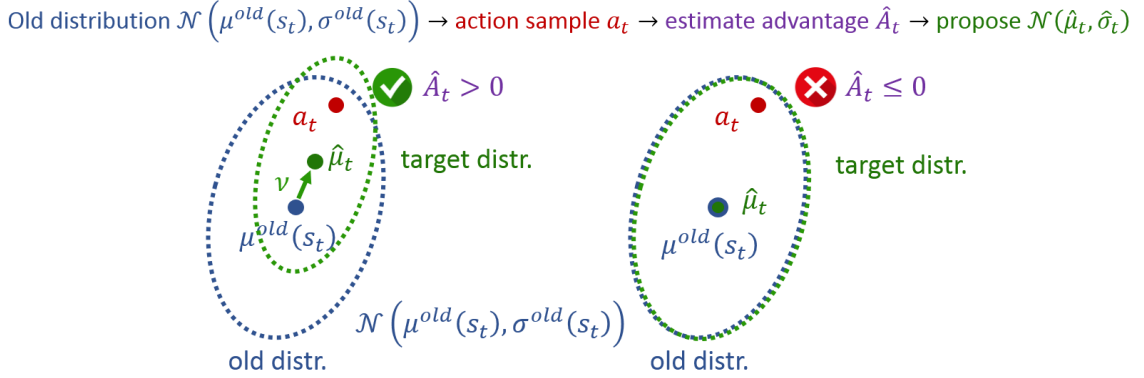 Old distribution 𝒩(μ^old(s_t), σ^old(s_t)) → action sample a_t → estimate advantage Â_t → propose 𝒩(μ̂_t, σ̂_t)
Â_t > 0
a_t
μ̂_t
target distr.
ν
μ^old(s_t)
old distr.
𝒩(μ^old(s_t), σ^old(s_t))
Â_t ≤ 0
a_t
target distr.
μ̂_t
μ^old(s_t)
old distr.